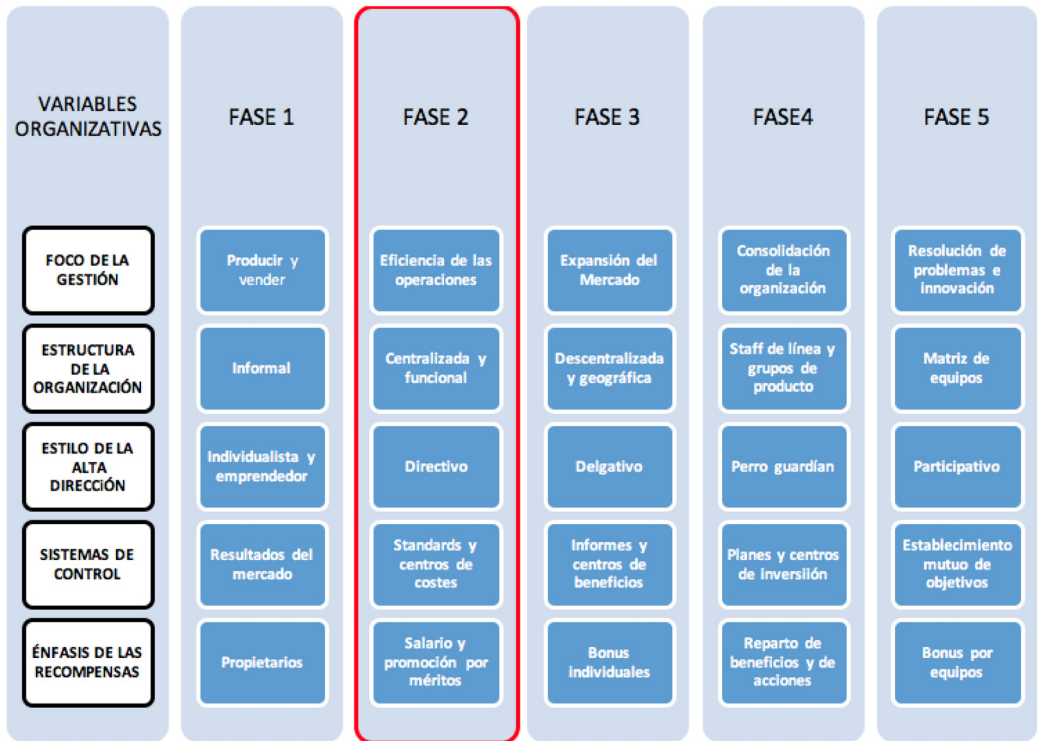 VARIABLES
ORGANIZATIVAS
FASE 1
FASE 2
FASE 3
FASE4
FASE 5
FOCO DE LA
GESTIÓN
Producir y
vender
Eficiencia de las
operaciones
Expansión del
Mercado
Consolidación
de la
organización
Resolución de
problemas e
innovación
ESTRUCTURA
DE LA
ORGANIZACIÓN
Informal
Centralizada y
funcional
Descentralizada
y geográfica
Staff de línea y
grupos de
producto
Matriz de
equipos
ESTILO DE LA
ALTA
DIRECCIÓN
Individualista y
emprendedor
Directivo
Delgativo
Perro guardían
Participativo
SISTEMAS DE
CONTROL
Resultados del
mercado
Standards y
centros de
costes
Informes y
centros de
beneficios
Planes y centros
de inversiión
Establecimiento
mutuo de
objetivos
ÉNFASIS DE LAS
RECOMPENSAS
Propietarios
Salario y
promoción por
méritos
Bonus
individuales
Reparto de
beneficios y de
acciones
Bonus por
equipos